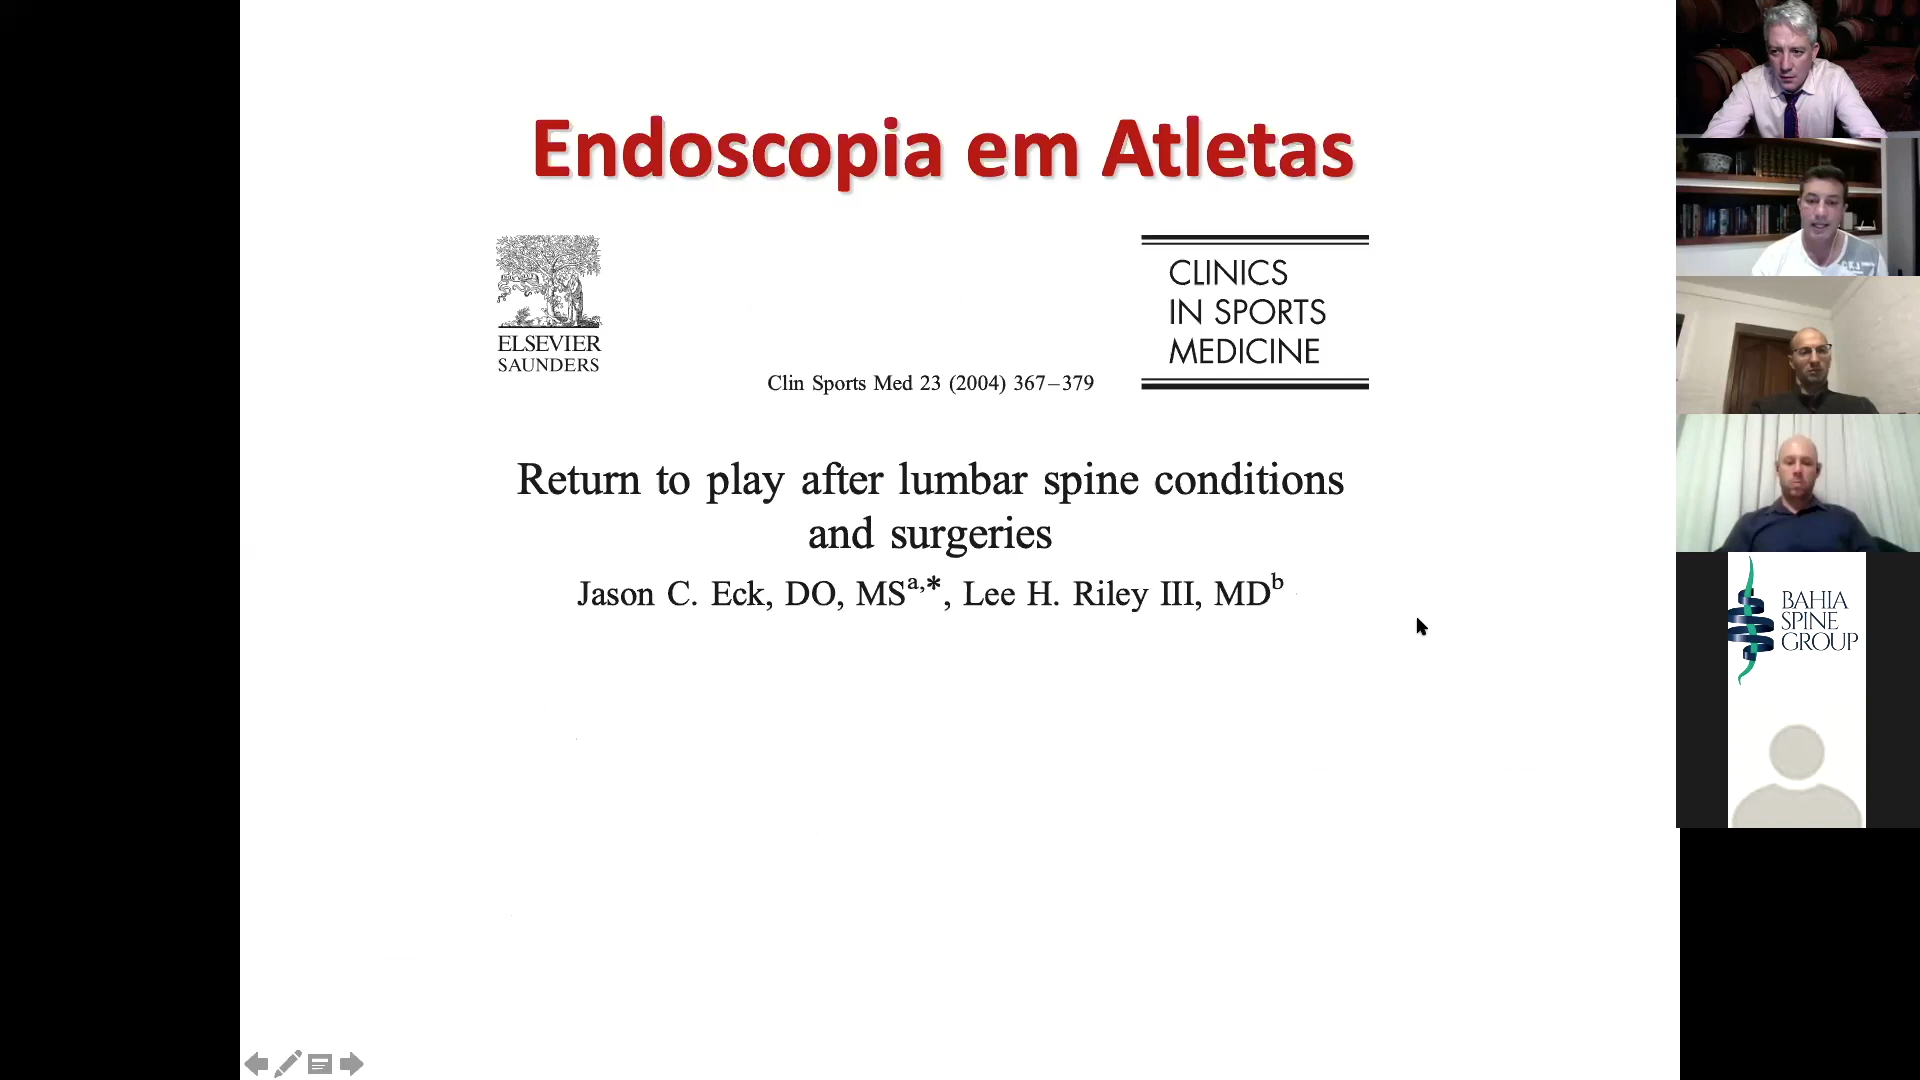 Endoscopia em Atletas
ELSEVIER
SAUNDERS
CLINICS
IN SPORTS
MEDICINE
Clin Sports Med 23 (2004) 367–379
Return to play after lumbar spine conditions
and surgeries
Jason C. Eck, DO, MSa,*, Lee H. Riley III, MDb
BAHIA
SPINE
GROUP